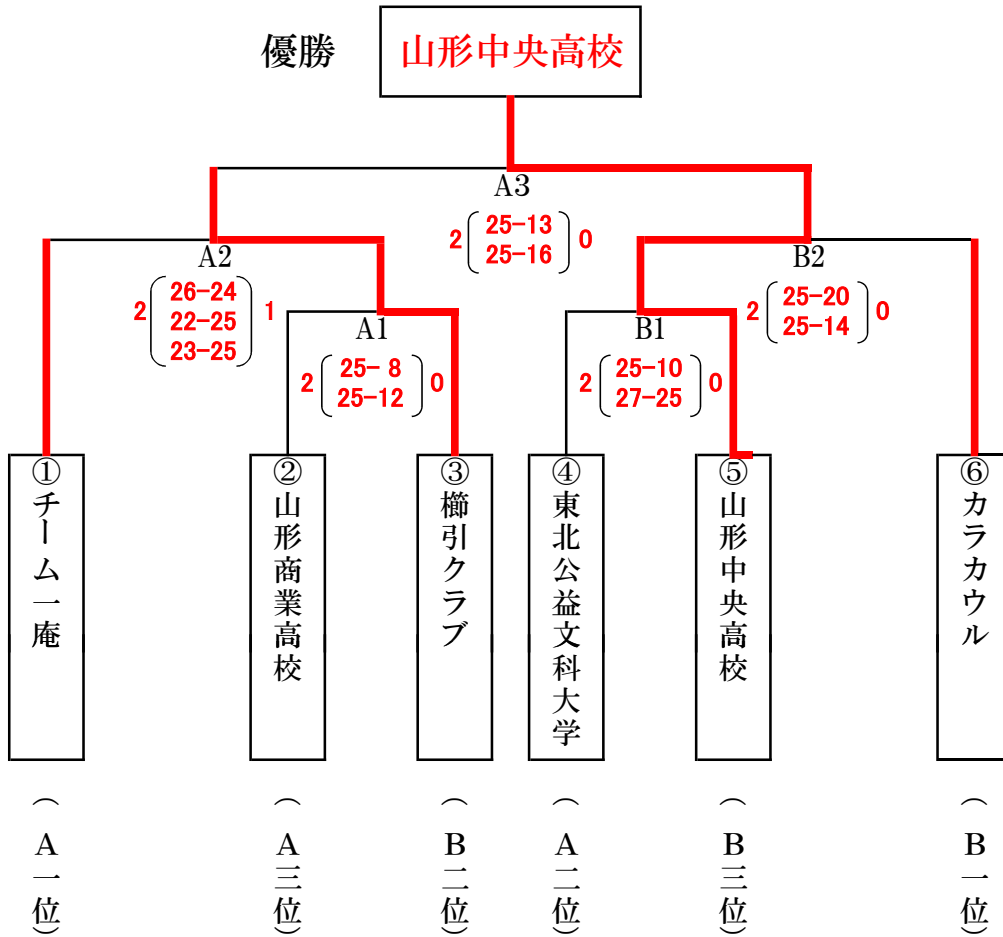 優勝
山形中央高校
A3
2 25-13 0
25-16
A2
2 26-24 1
22-25
23-25
B2
2 25-20 0
25-14
A1
2 25- 8 0
25-12
B1
2 25-10 0
27-25
①チーム一庵
②山形商業高校
③櫛引クラブ
④東北公益文科大学
⑤山形中央高校
⑥カラカウル
（A一位）
（A三位）
（B二位）
（A二位）
（B三位）
（B一位）